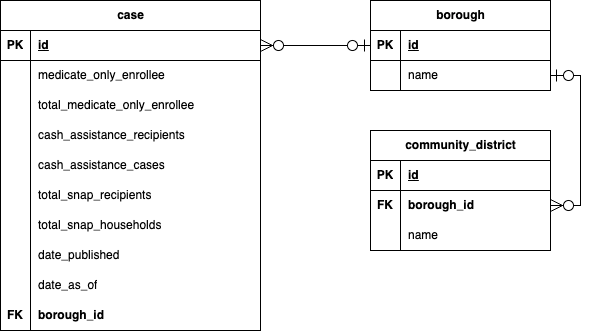 case
PK id
medicate_only_enrollee
total_medicate_only_enrollee
cash_assistance_recipients
cash_assistance_cases
total_snap_recipients
total_snap_households
date_published
date_as_of
FK borough_id
borough
PK id
name
community_district
PK id
FK borough_id
name